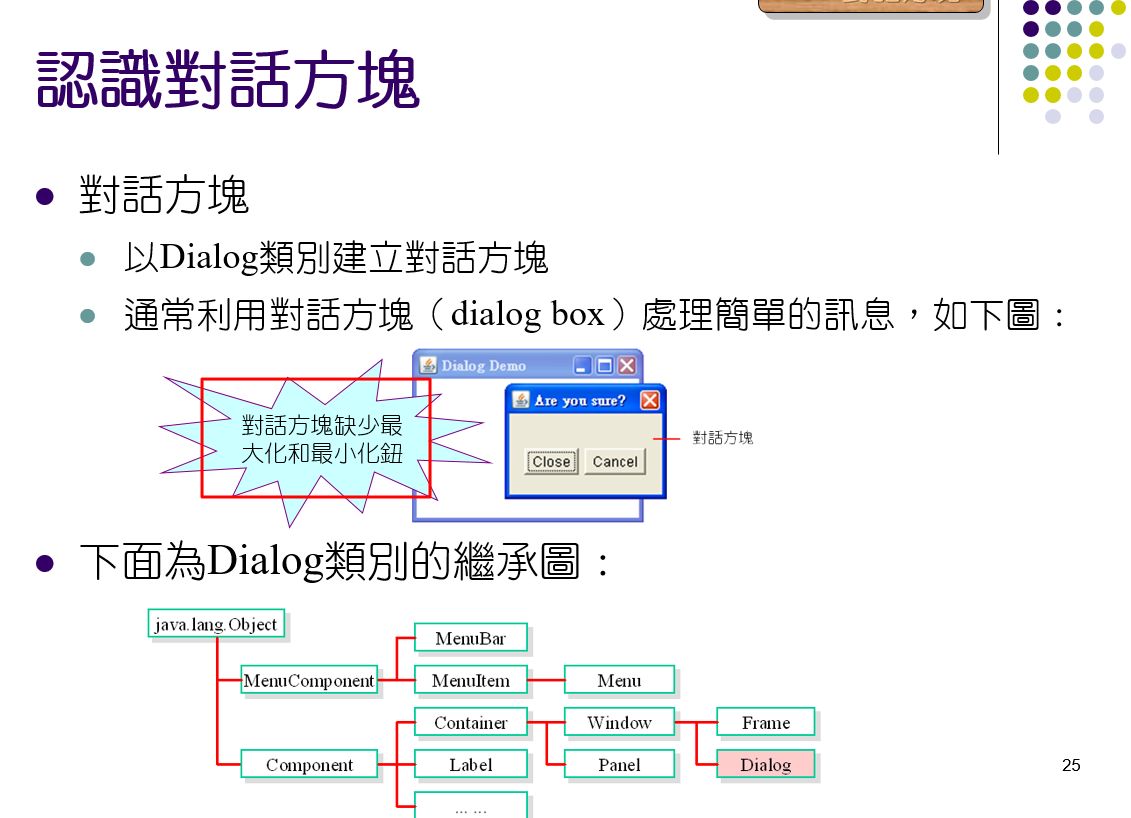 認識對話方塊
對話方塊
以Dialog類別建立對話方塊
通常利用對話方塊（dialog box）處理簡單的訊息，如下圖：
Dialog Demo
Are you sure?
對話方塊缺少最
大化和最小化鈕
對話方塊
Close Cancel
下面為Dialog類別的繼承圖：
java.lang.Object
MenuBar
MenuComponent MenuItem Menu
Container Window Frame
Component Label Panel Dialog
25
... ...